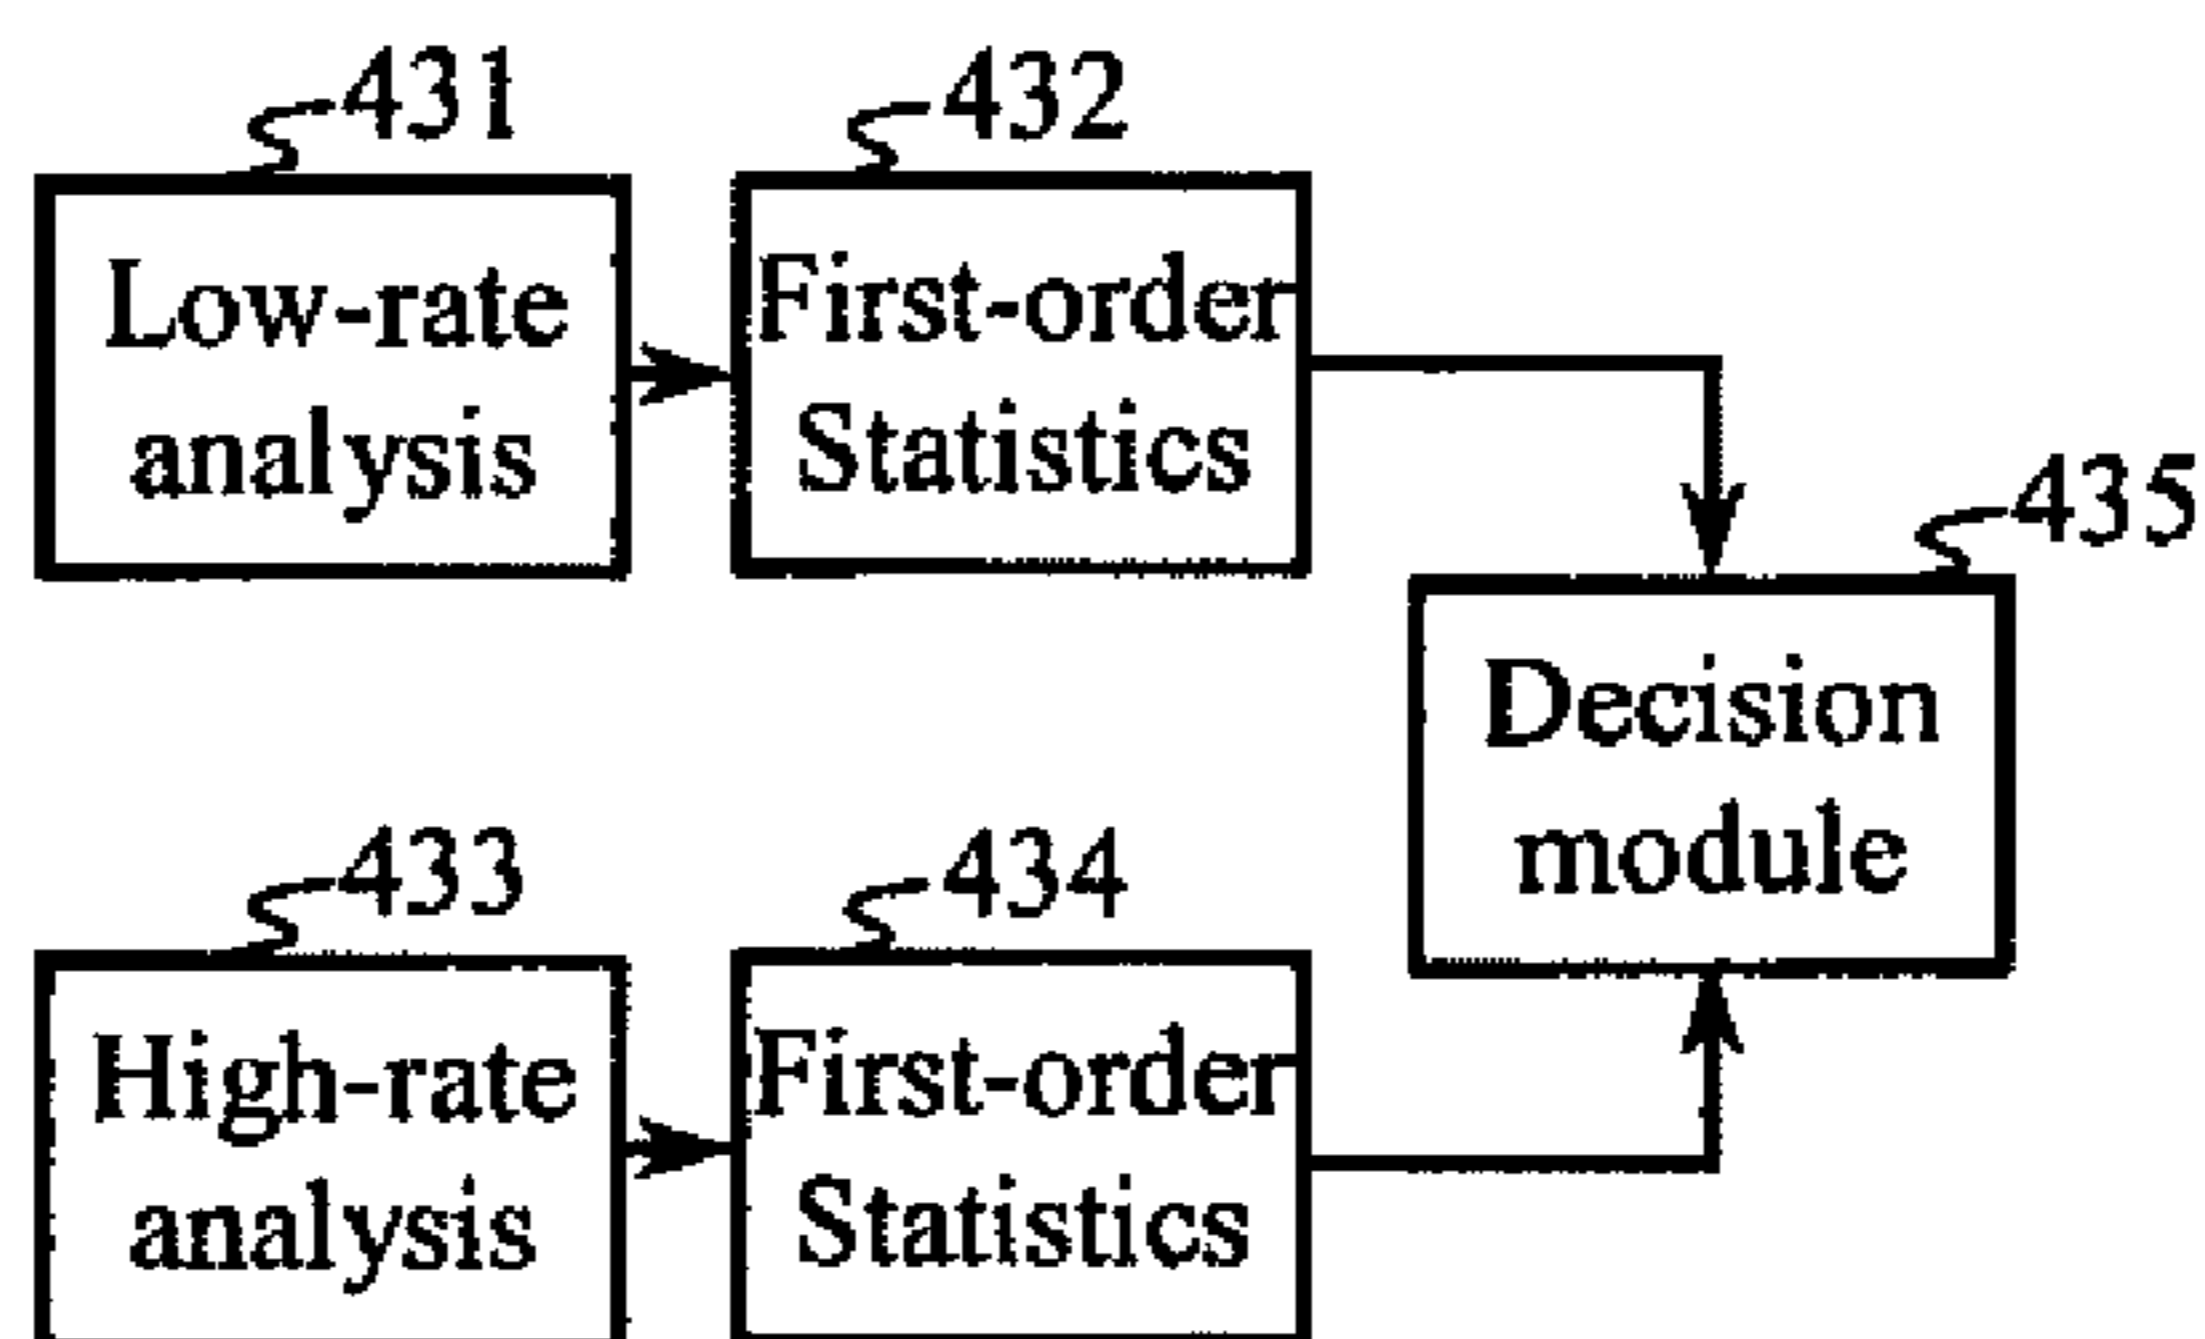 431
Low-rate
analysis
432
First-order
Statistics
435
Decision
module
433
High-rate
analysis
434
First-order
Statistics